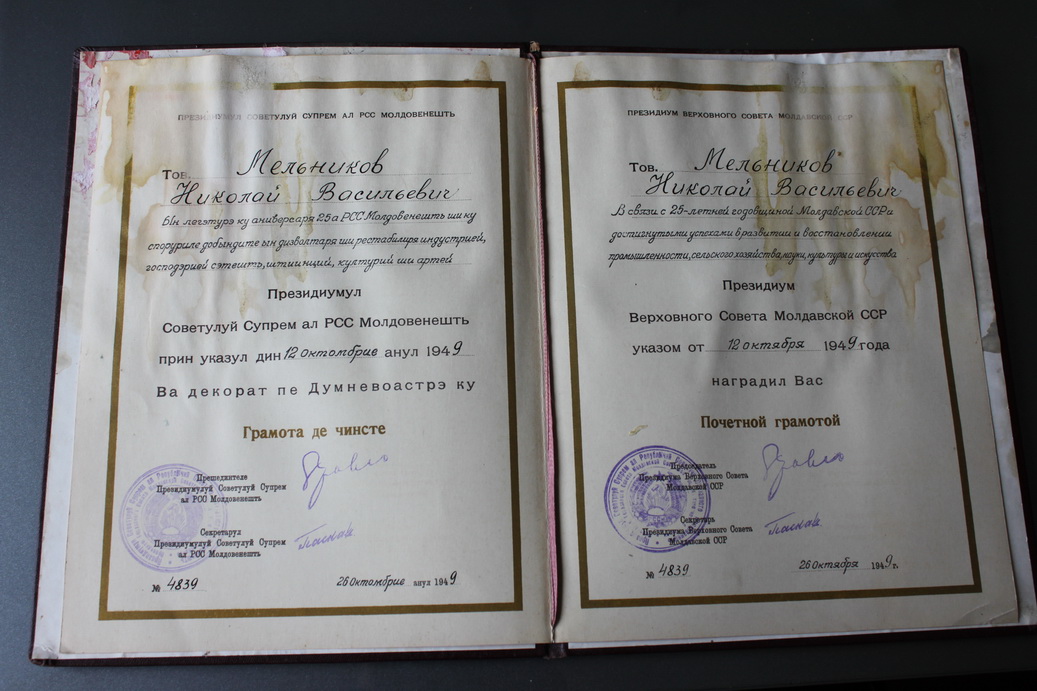 ПРЕЗИДИУМУЛ СОВЕТУЛУЙ СУПРЕМ АЛ РСС МОЛДОВЕНЕШТЬ
Тов. Мельников
Николай Васильевич
Ын легэтурэ ку аниверсаря 25а РСС Молдовенешть ши ку
споруриле добындите ын дизволтаря ши рестабилиря индустрией,
господэрией сэтешть, штиинций, културий ши артей
Президиумул
Советулуй Супрем ал РСС Молдовенешть
прин указул дин 12 октомбрие анул 1949
Ва декорат пе Думневоастрэ ку
Грамота де чинсте
Прешединтеле
Президиумулуй Советулуй Супрем
ал РСС Молдовенешть
Секретарул
Президиумулуй Советулуй Супрем
ал РСС Молдовенешть
№ 4839
26 октомбрие анул 1949
ПРЕЗИДИУМ ВЕРХОВНОГО СОВЕТА МОЛДАВСКОЙ ССР
Тов. Мельников
Николай Васильевич
В связи с 25-летней годовщиной Молдавской ССР и
достигнутыми успехами в развитии и восстановлении
промышленности, сельского хозяйства, науки, культуры и искусства
Президиум
Верховного Совета Молдавской ССР
указом от 12 октября 1949 года
наградил Вас
Почетной грамотой
Председатель
Президиума Верховного Совета
Молдавской ССР
Секретарь
Президиума Верховного Совета
Молдавской ССР
№ 4839
26 октября 1949 г.